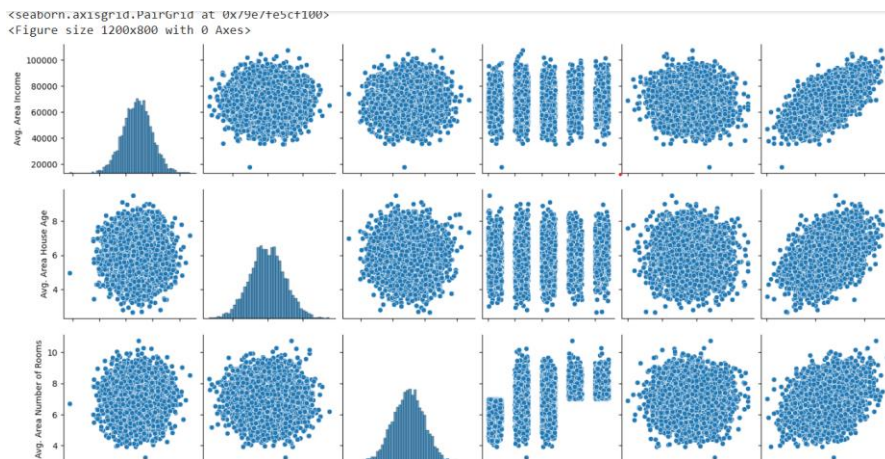 <seaborn.axisgrid.PairGrid at 0x79e7fe5cf100>
<Figure size 1200x800 with 0 Axes>
100000
80000
60000
40000
20000
Avg. Area Income
8
6
4
Avg. Area House Age
10
8
6
4
Avg. Area Number of Rooms